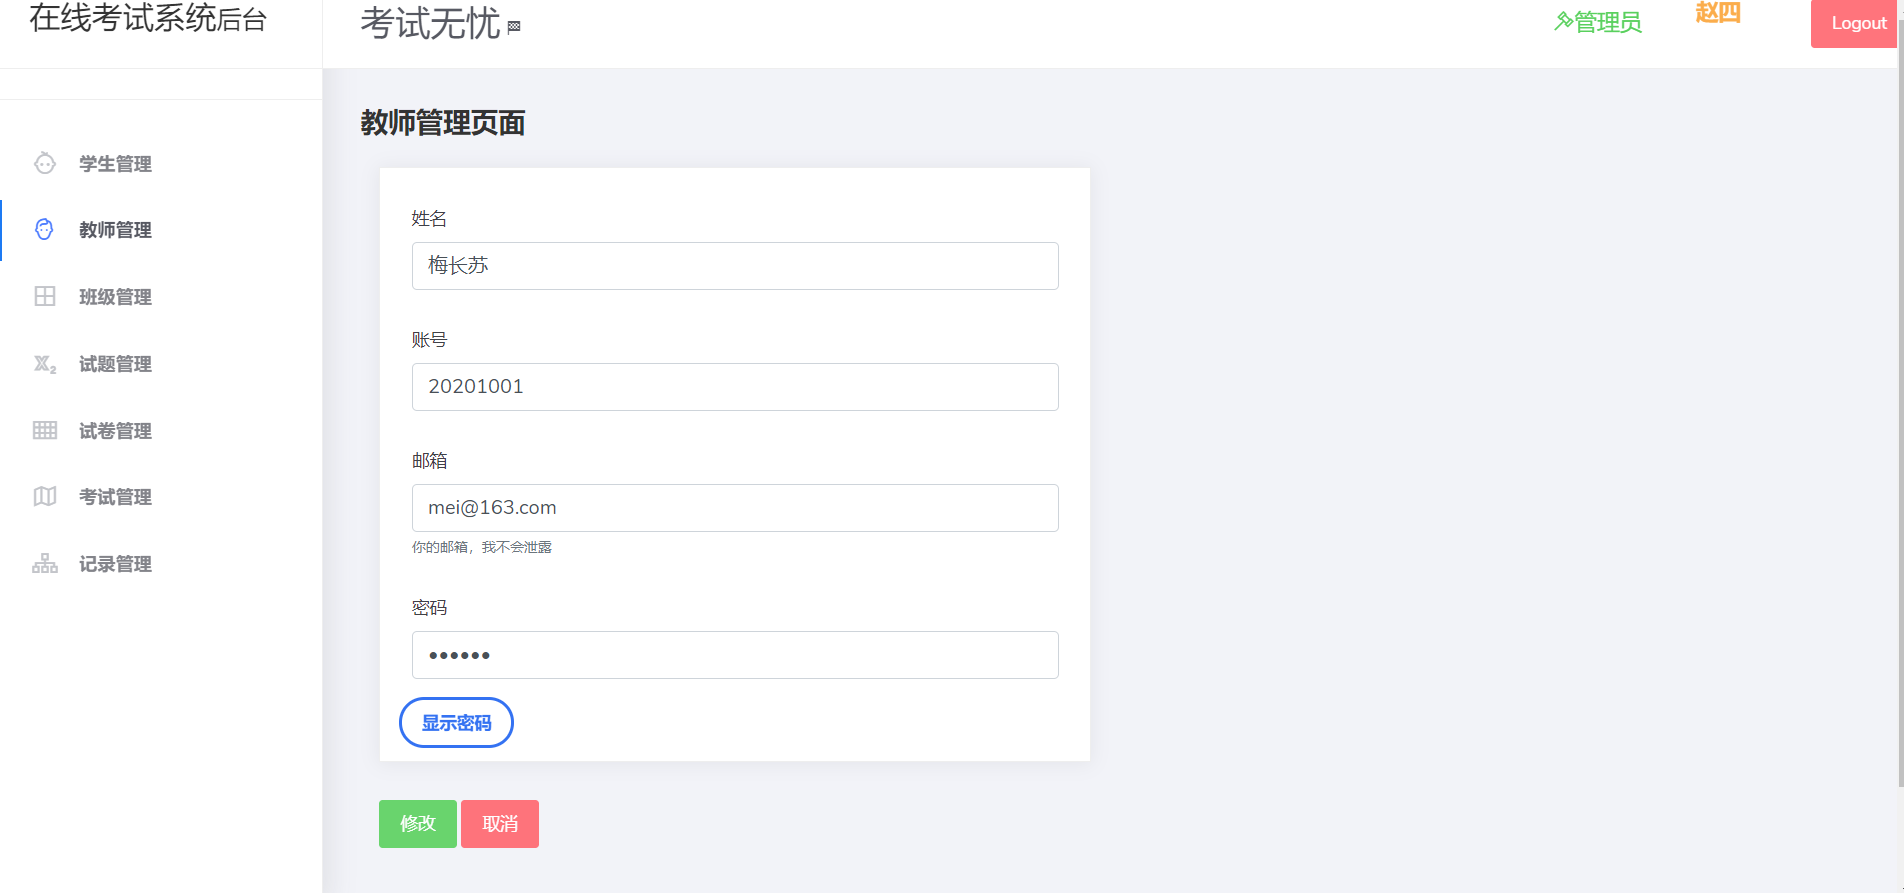 在线考试系统后台
考试无忧
管理员
赵四
Logout
学生管理
教师管理
班级管理
试题管理
试卷管理
考试管理
记录管理
教师管理页面
姓名
梅长苏
账号
20201001
邮箱
mei@163.com
你的邮箱，我不会泄露
密码
••••••
显示密码
修改 取消